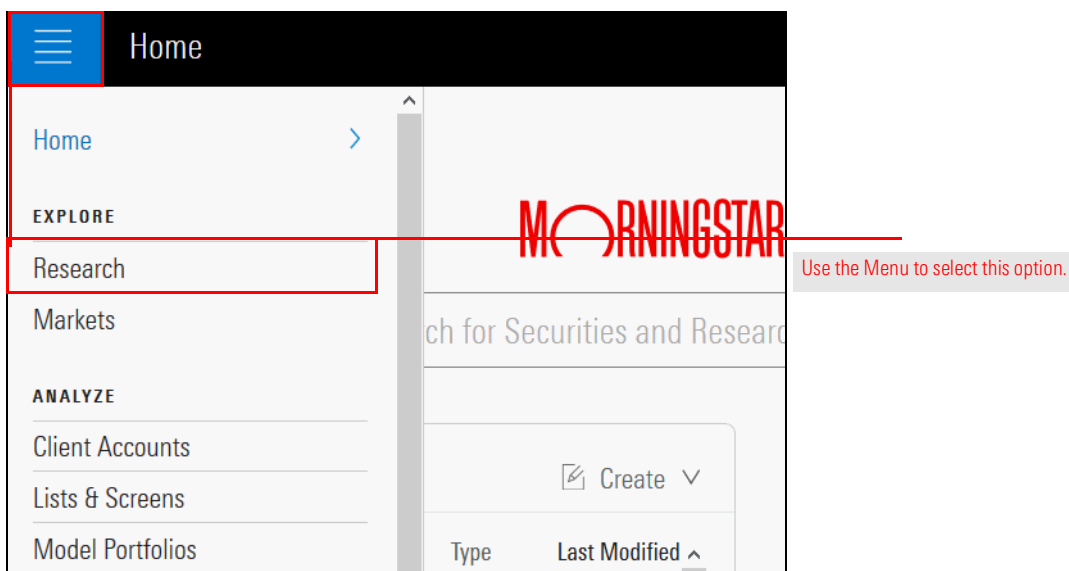 Home
Home
EXPLORE
MORNINGSTAR
Research
Use the Menu to select this option.
Markets
ch for Securities and Researc
ANALYZE
Client Accounts
Create
Lists & Screens
Model Portfolios
Type Last Modified